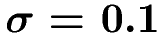 σ = 0.1